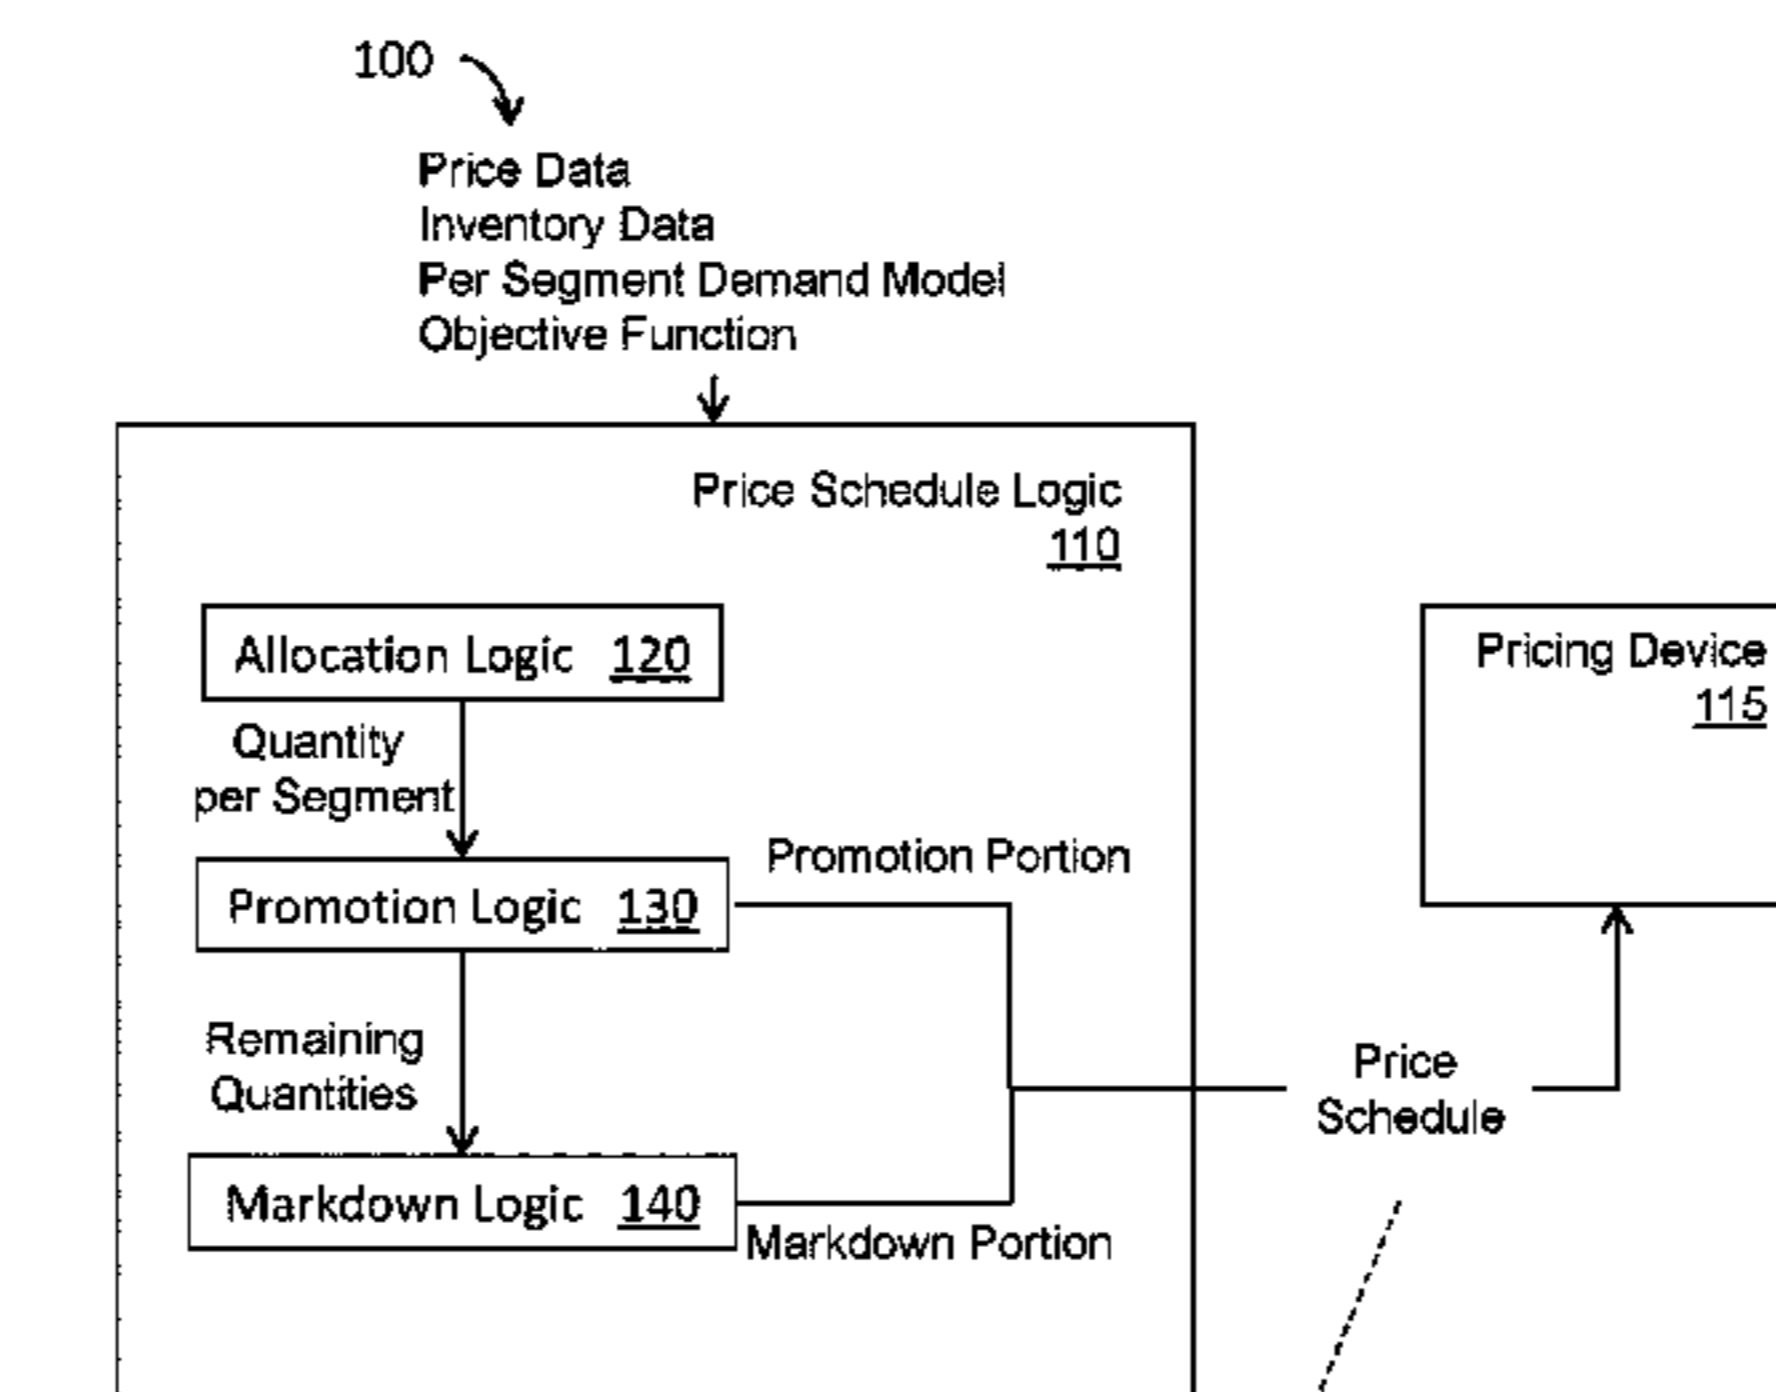 100
Price Data
Inventory Data
Per Segment Demand Model
Objective Function
Price Schedule Logic
110
Allocation Logic 120
Quantity
per Segment
Promotion Logic 130
Promotion Portion
Remaining
Quantities
Markdown Logic 140
Markdown Portion
Price
Schedule
Pricing Device
115